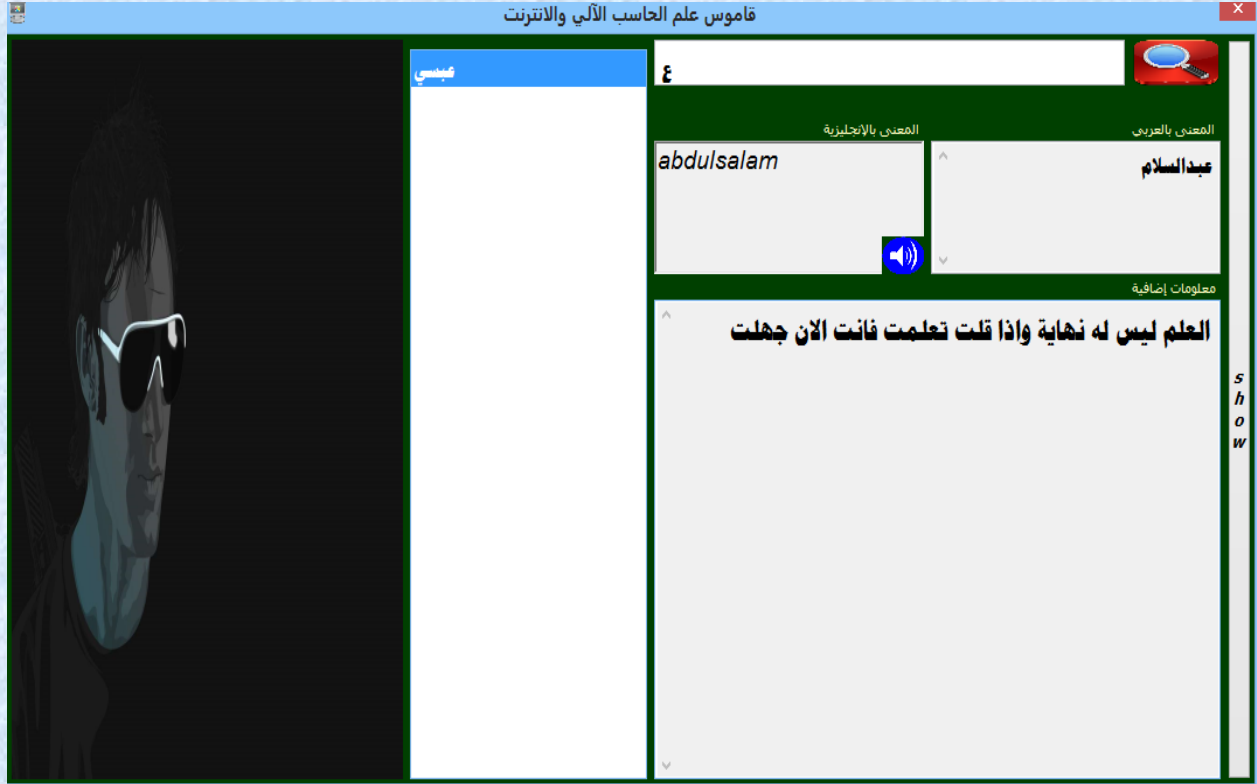 قاموس علم الحاسب الآلي والانترنت
ع
عبسي
المعنى بالعربي
المعنى بالإنجليزية
عبدالسلام
abdulsalam
معلومات إضافية
العلم ليس له نهاية واذا قلت تعلمت فانت الان جهلت
show